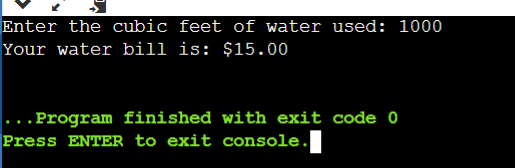 Enter the cubic feet of water used: 1000
Your water bill is: $15.00
...Program finished with exit code 0
Press ENTER to exit console.